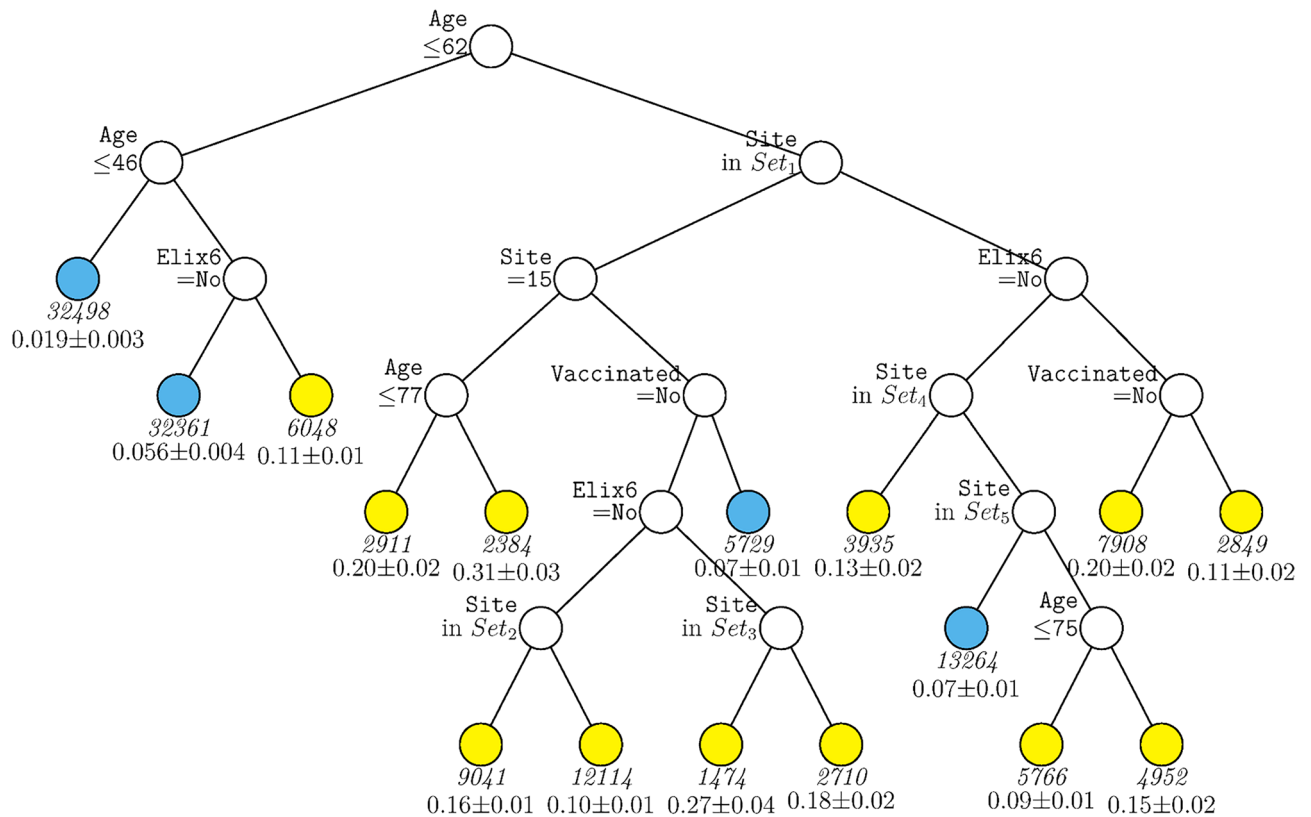 Age
≤62
Age
≤46
Site
in Set₁
Elix6
=No
Site
=15
Elix6
=No
32498
0.019±0.003
Age
≤77
Vaccinated
=No
Site
in Set₄
Vaccinated
=No
32361
0.056±0.004
6048
0.11±0.01
Elix6
=No
Site
in Set₅
2911
0.20±0.02
2384
0.31±0.03
5729
0.07±0.01
3935
0.13±0.02
7908
0.20±0.02
2849
0.11±0.02
Site
in Set₂
Site
in Set₃
Age
≤75
13264
0.07±0.01
9041
0.16±0.01
12114
0.10±0.01
1474
0.27±0.04
2710
0.18±0.02
5766
0.09±0.01
4952
0.15±0.02